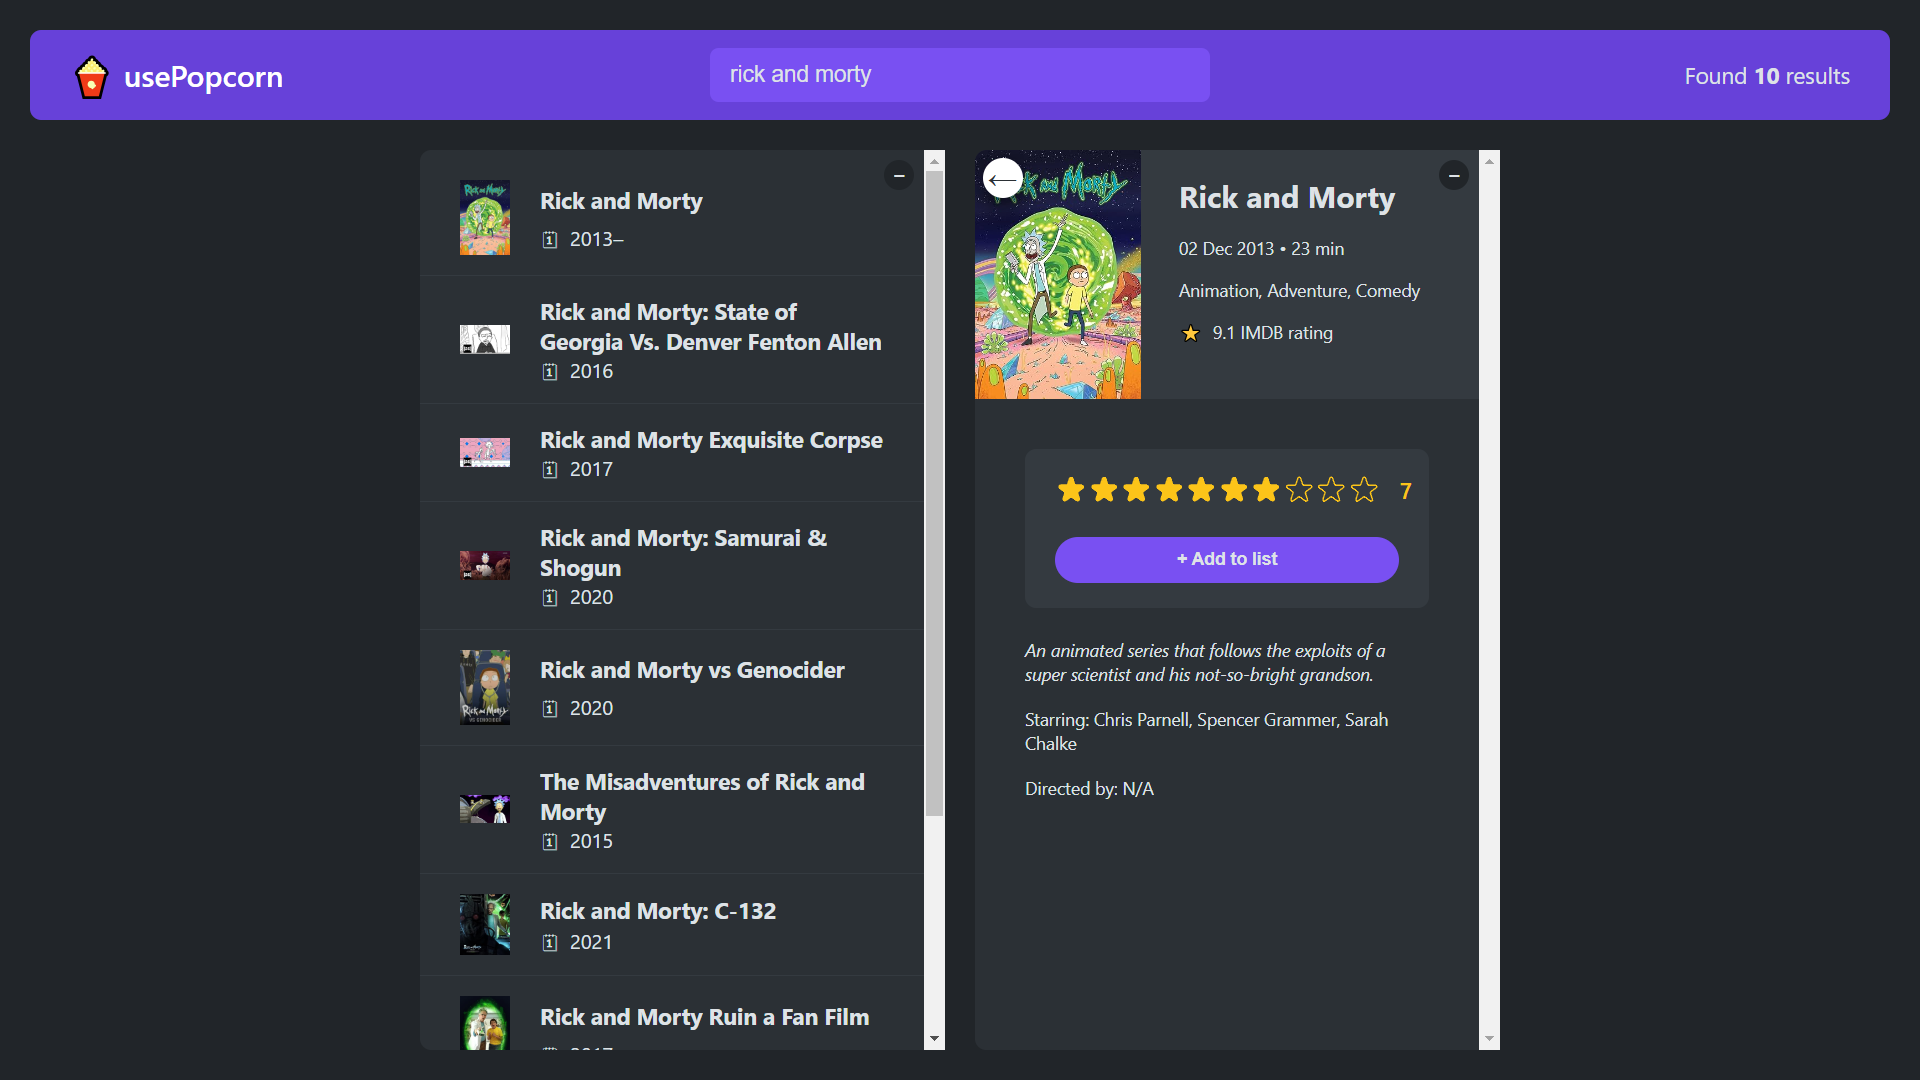 usePopcorn
rick and morty
Found 10 results
Rick and Morty
2013–
Rick and Morty: State of
Georgia Vs. Denver Fenton Allen
2016
Rick and Morty Exquisite Corpse
2017
Rick and Morty: Samurai &
Shogun
2020
Rick and Morty vs Genocider
2020
The Misadventures of Rick and
Morty
2015
Rick and Morty: C-132
2021
Rick and Morty Ruin a Fan Film
2017
Rick and Morty
02 Dec 2013 • 23 min
Animation, Adventure, Comedy
9.1 IMDB rating
7
+ Add to list
An animated series that follows the exploits of a
super scientist and his not-so-bright grandson.
Starring: Chris Parnell, Spencer Grammer, Sarah
Chalke
Directed by: N/A